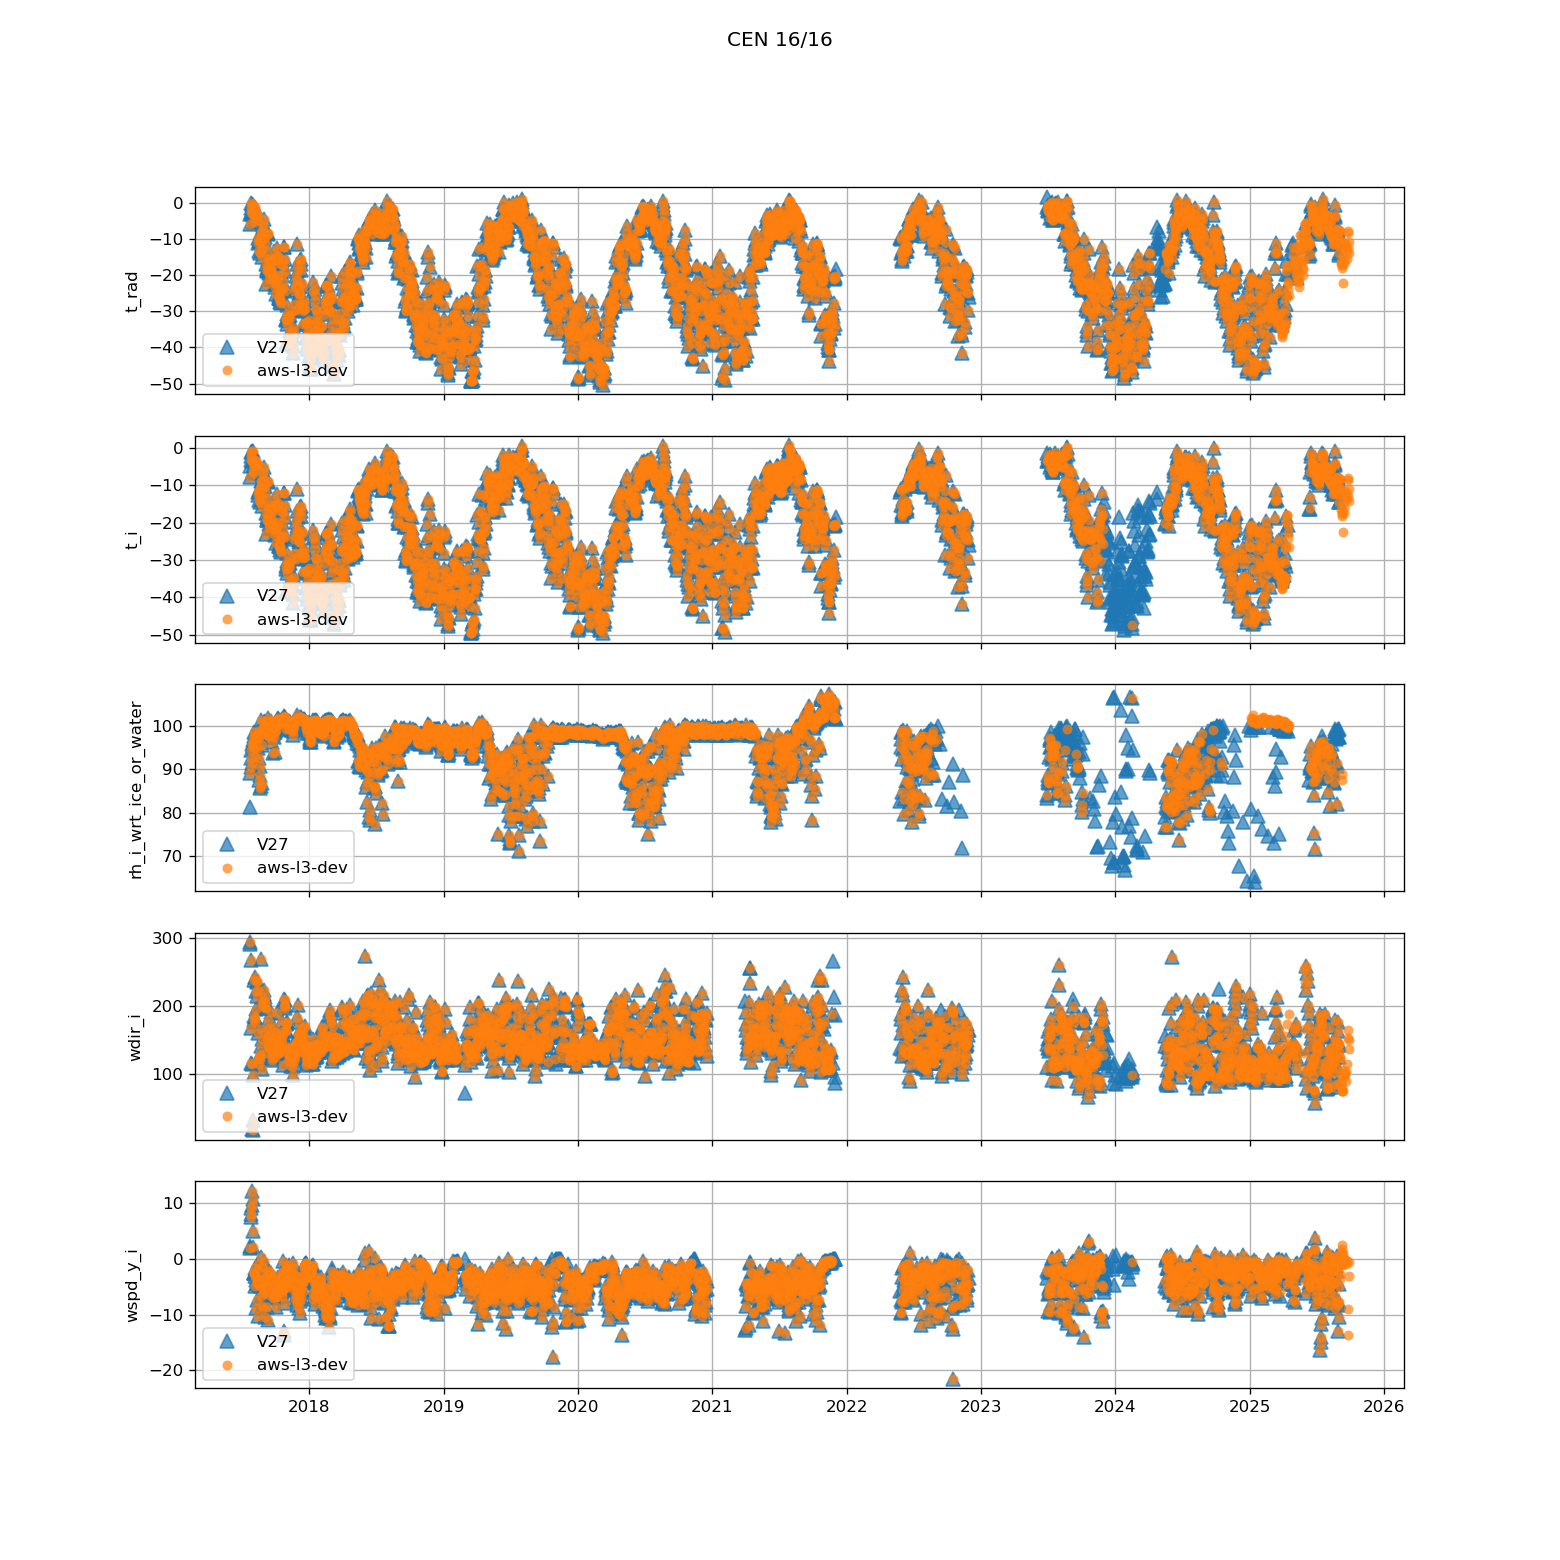 CEN 16/16
0
−10
−20
−30
−40
−50
t_rad
V27
aws-l3-dev
0
−10
−20
−30
−40
−50
t_i
V27
aws-l3-dev
100
90
80
70
rh_i_wrt_ice_or_water
V27
aws-l3-dev
300
200
100
wdir_i
V27
aws-l3-dev
10
0
−10
−20
wspd_y_i
V27
aws-l3-dev
2018 2019 2020 2021 2022 2023 2024 2025 2026